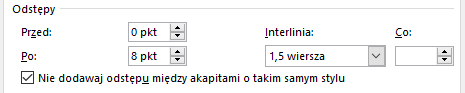 Odstępy
Przed: 0 pkt Interlinia: Co:
Po: 8 pkt 1,5 wiersza
Nie dodawaj odstępu między akapitami o takim samym stylu